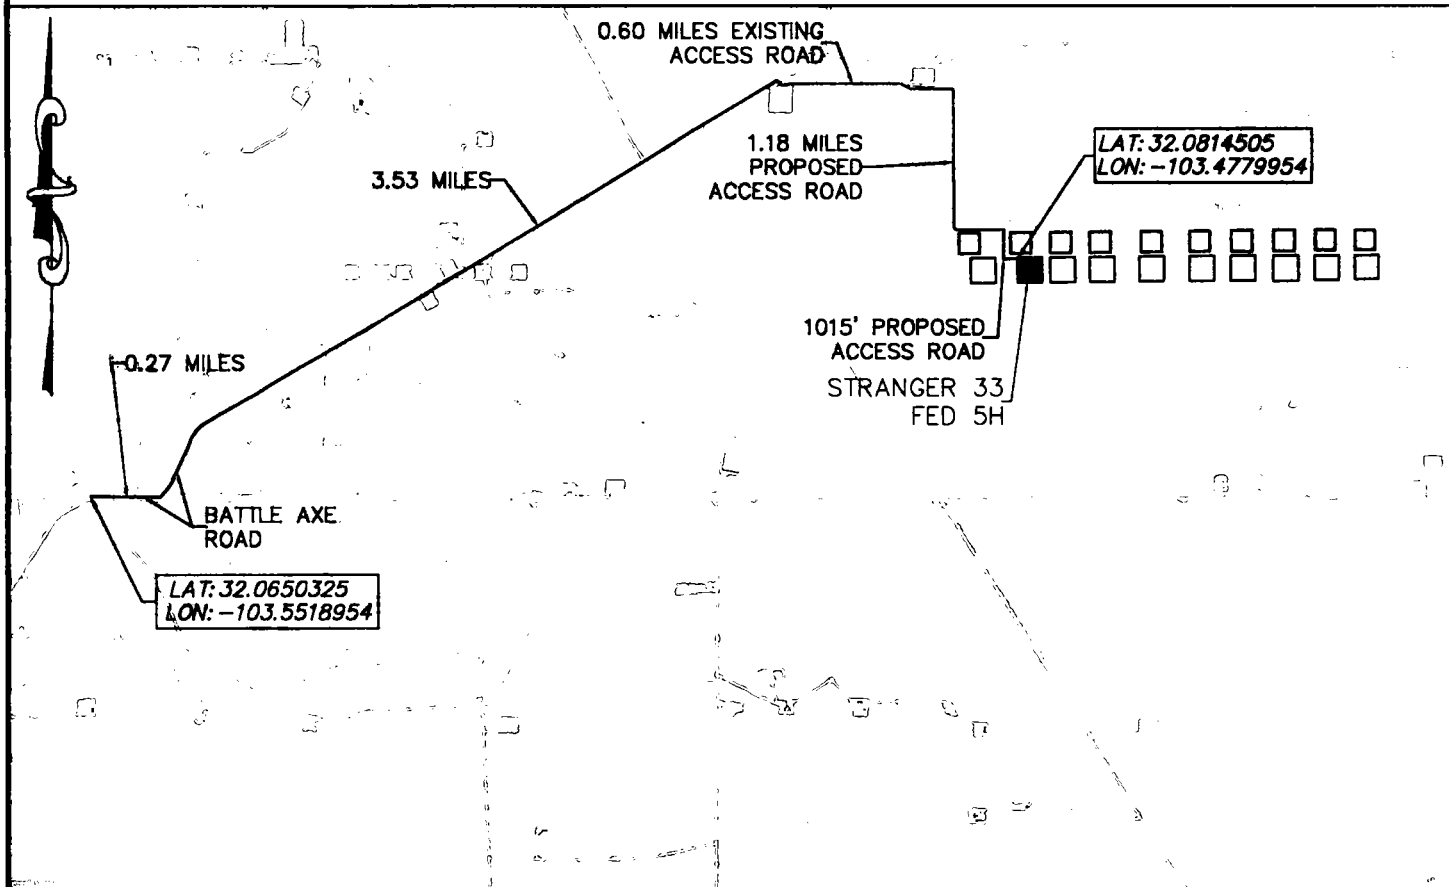 0.60 MILES EXISTING
ACCESS ROAD
1.18 MILES
PROPOSED
ACCESS ROAD
LAT: 32.0814505
LON: -103.4779954
3.53 MILES
1015' PROPOSED
ACCESS ROAD
STRANGER 33
FED 5H
0.27 MILES
BATTLE AXE
ROAD
LAT: 32.0650325
LON: -103.5518954